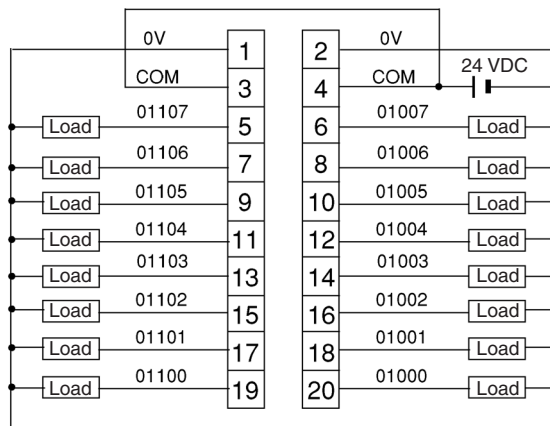 0V 1 2 0V
24 VDC
COM 3 4 COM
Load 01107 5 6 01007 Load
Load 01106 7 8 01006 Load
Load 01105 9 10 01005 Load
Load 01104 11 12 01004 Load
Load 01103 13 14 01003 Load
Load 01102 15 16 01002 Load
Load 01101 17 18 01001 Load
Load 01100 19 20 01000 Load